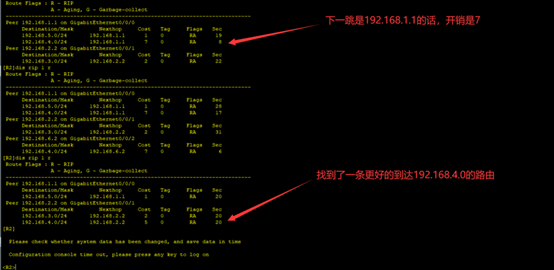 Route Flags : R - RIP
A - Aging, G - Garbage-collect
Peer 192.168.1.1 on GigabitEthernet0/0/0
下一跳是192.168.1.1的话，开销是7
Destination/Mask Nexthop Cost Tag Flags Sec
192.168.5.0/24 192.168.1.1 1 0 RA 19
192.168.4.0/24 192.168.1.1 7 0 RA 8
Peer 192.168.2.2 on GigabitEthernet0/0/1
Destination/Mask Nexthop Cost Tag Flags Sec
192.168.3.0/24 192.168.2.2 2 0 RA 22
[R2]dis rip 1 r
Route Flags : R - RIP
A - Aging, G - Garbage-collect
Peer 192.168.1.1 on GigabitEthernet0/0/0
Destination/Mask Nexthop Cost Tag Flags Sec
192.168.5.0/24 192.168.1.1 1 0 RA 28
192.168.4.0/24 192.168.1.1 7 0 RA 17
Peer 192.168.2.2 on GigabitEthernet0/0/1
Destination/Mask Nexthop Cost Tag Flags Sec
192.168.3.0/24 192.168.2.2 2 0 RA 31
Peer 192.168.6.2 on GigabitEthernet0/0/2
Destination/Mask Nexthop Cost Tag Flags Sec
192.168.4.0/24 192.168.6.2 7 0 RA 6
[R2]dis rip 1 r
Route Flags : R - RIP
A - Aging, G - Garbage-collect
找到了一条更好的到达192.168.4.0的路由
Peer 192.168.1.1 on GigabitEthernet0/0/0
Destination/Mask Nexthop Cost Tag Flags Sec
192.168.5.0/24 192.168.1.1 1 0 RA 20
Peer 192.168.2.2 on GigabitEthernet0/0/1
Destination/Mask Nexthop Cost Tag Flags Sec
192.168.3.0/24 192.168.2.2 2 0 RA 20
192.168.4.0/24 192.168.2.2 5 0 RA 20
[R2]
Please check whether system data has been changed, and save data in time
Configuration console time out, please press any key to log on
<R2>